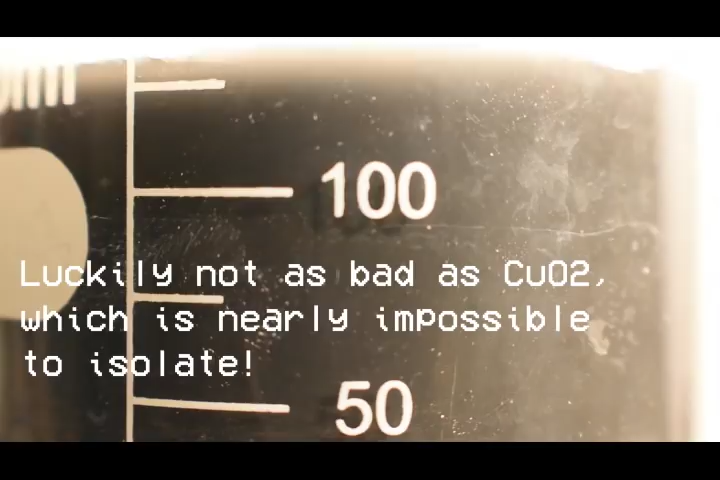 100
Luckily not as bad as CuO2,
which is nearly impossible
to isolate!
50